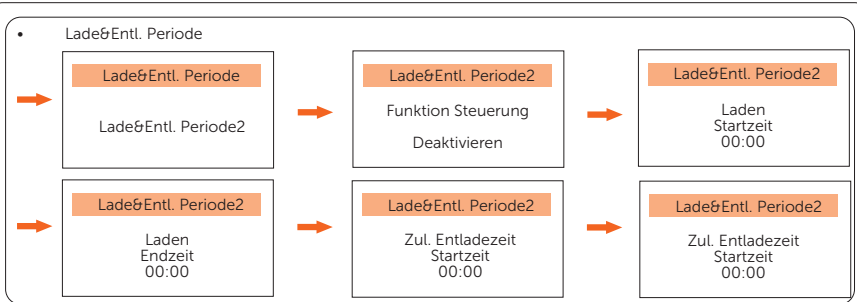 • Lade&Entl. Periode
Lade&Entl. Periode
Lade&Entl. Periode2
Lade&Entl. Periode2
Funktion Steuerung
Deaktivieren
Lade&Entl. Periode2
Laden
Startzeit
00:00
Lade&Entl. Periode2
Laden
Endzeit
00:00
Lade&Entl. Periode2
Zul. Entladezeit
Startzeit
00:00
Lade&Entl. Periode2
Zul. Entladezeit
Startzeit
00:00